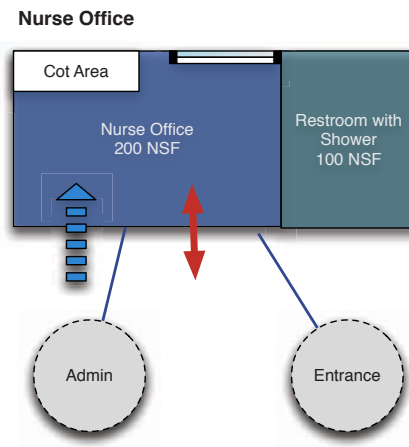 Nurse Office
Cot Area
Nurse Office
200 NSF
Restroom with
Shower
100 NSF
Admin
Entrance